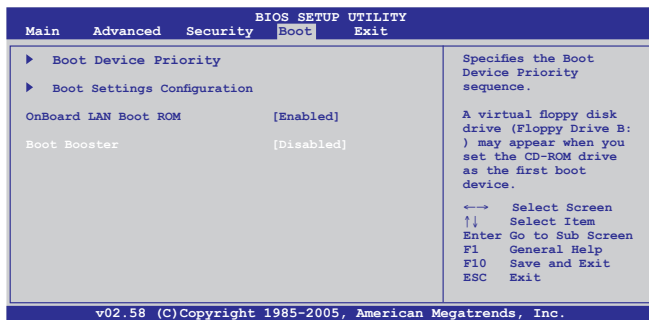 BIOS SETUP UTILITY
Main Advanced Security Boot Exit
Boot Device Priority
Boot Settings Configuration
OnBoard LAN Boot ROM [Enabled]
Boot Booster [Disabled]
Specifies the Boot
Device Priority
sequence.
A virtual floppy disk
drive (Floppy Drive B:
) may appear when you
set the CD-ROM drive
as the first boot
device.
←→ Select Screen
↑↓ Select Item
Enter Go to Sub Screen
F1 General Help
F10 Save and Exit
ESC Exit
v02.58 (C)Copyright 1985-2005, American Megatrends, Inc.